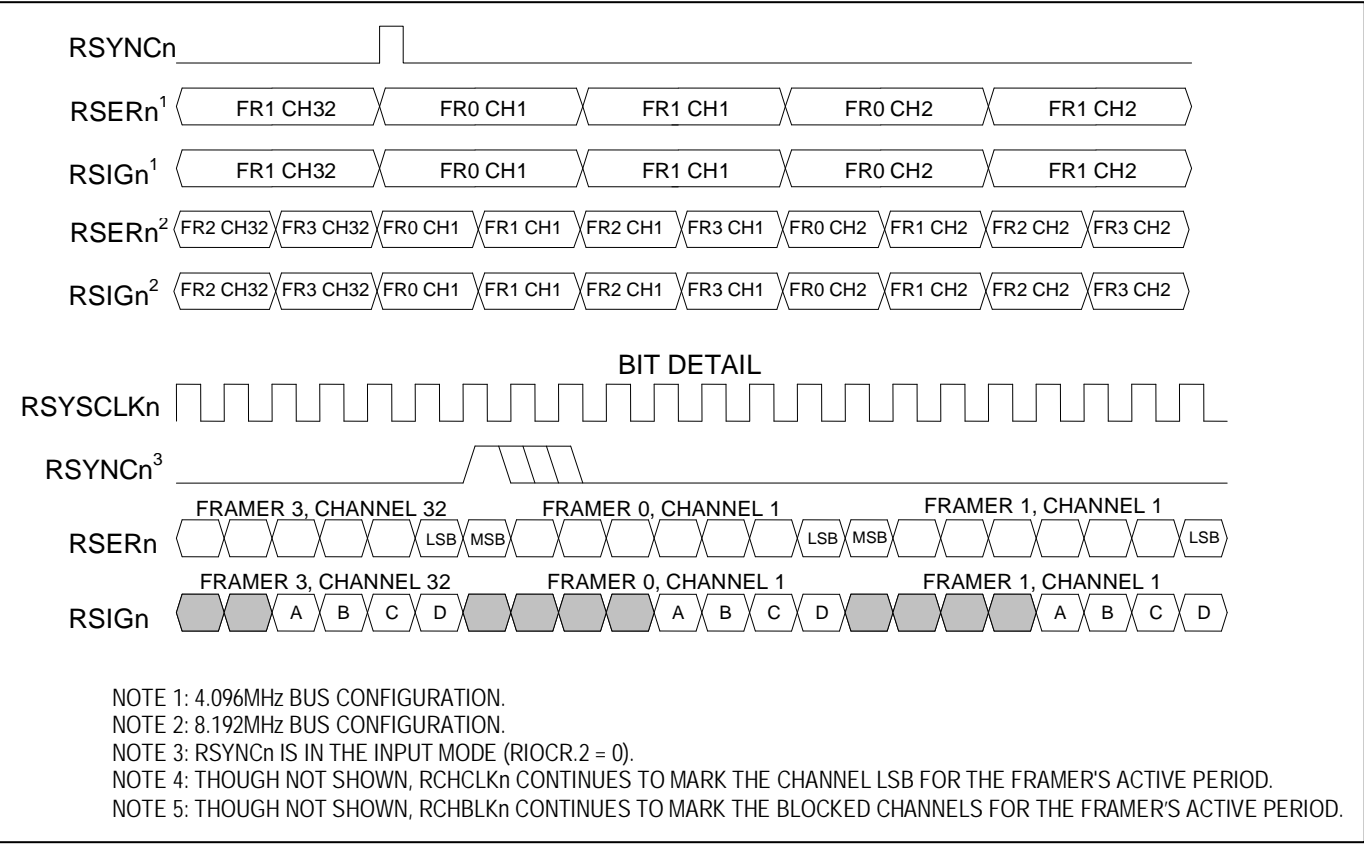 RSYNCn
RSERn1 FR1 CH32 FR0 CH1 FR1 CH1 FR0 CH2 FR1 CH2
RSIGn1 FR1 CH32 FR0 CH1 FR1 CH1 FR0 CH2 FR1 CH2
RSERn2 FR2 CH32 FR3 CH32 FR0 CH1 FR1 CH1 FR2 CH1 FR3 CH1 FR0 CH2 FR1 CH2 FR2 CH2 FR3 CH2
RSIGn2 FR2 CH32 FR3 CH32 FR0 CH1 FR1 CH1 FR2 CH1 FR3 CH1 FR0 CH2 FR1 CH2 FR2 CH2 FR3 CH2
BIT DETAIL
RSYSCLKn
RSYNCn3
FRAMER 3, CHANNEL 32 FRAMER 0, CHANNEL 1 FRAMER 1, CHANNEL 1
RSERn LSB MSB LSB MSB LSB
FRAMER 3, CHANNEL 32 FRAMER 0, CHANNEL 1 FRAMER 1, CHANNEL 1
RSIGn A B C D A B C D A B C D
NOTE 1: 4.096MHz BUS CONFIGURATION.
NOTE 2: 8.192MHz BUS CONFIGURATION.
NOTE 3: RSYNCn IS IN THE INPUT MODE (RIOCR.2 = 0).
NOTE 4: THOUGH NOT SHOWN, RCHCLKn CONTINUES TO MARK THE CHANNEL LSB FOR THE FRAMER'S ACTIVE PERIOD.
NOTE 5: THOUGH NOT SHOWN, RCHBLKn CONTINUES TO MARK THE BLOCKED CHANNELS FOR THE FRAMER’S ACTIVE PERIOD.